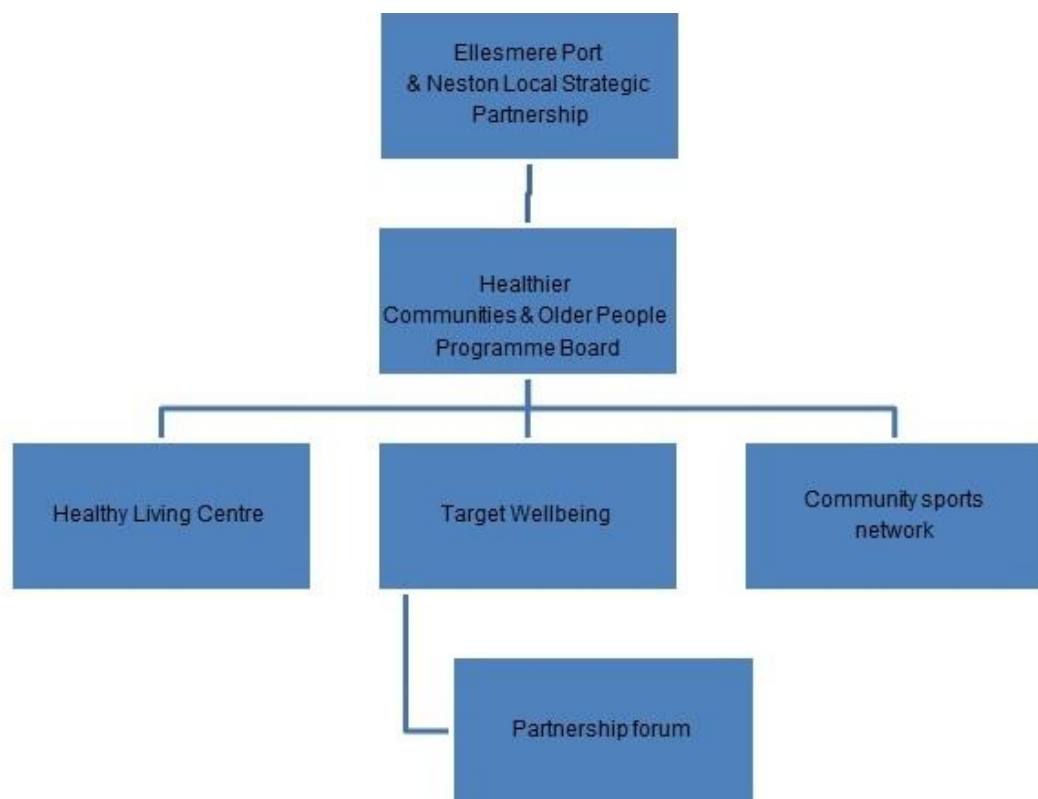 Ellesmere Port
& Neston Local Strategic
Partnership
Healthier
Communities & Older People
Programme Board
Healthy Living Centre
Target Wellbeing
Community sports
network
Partnership forum